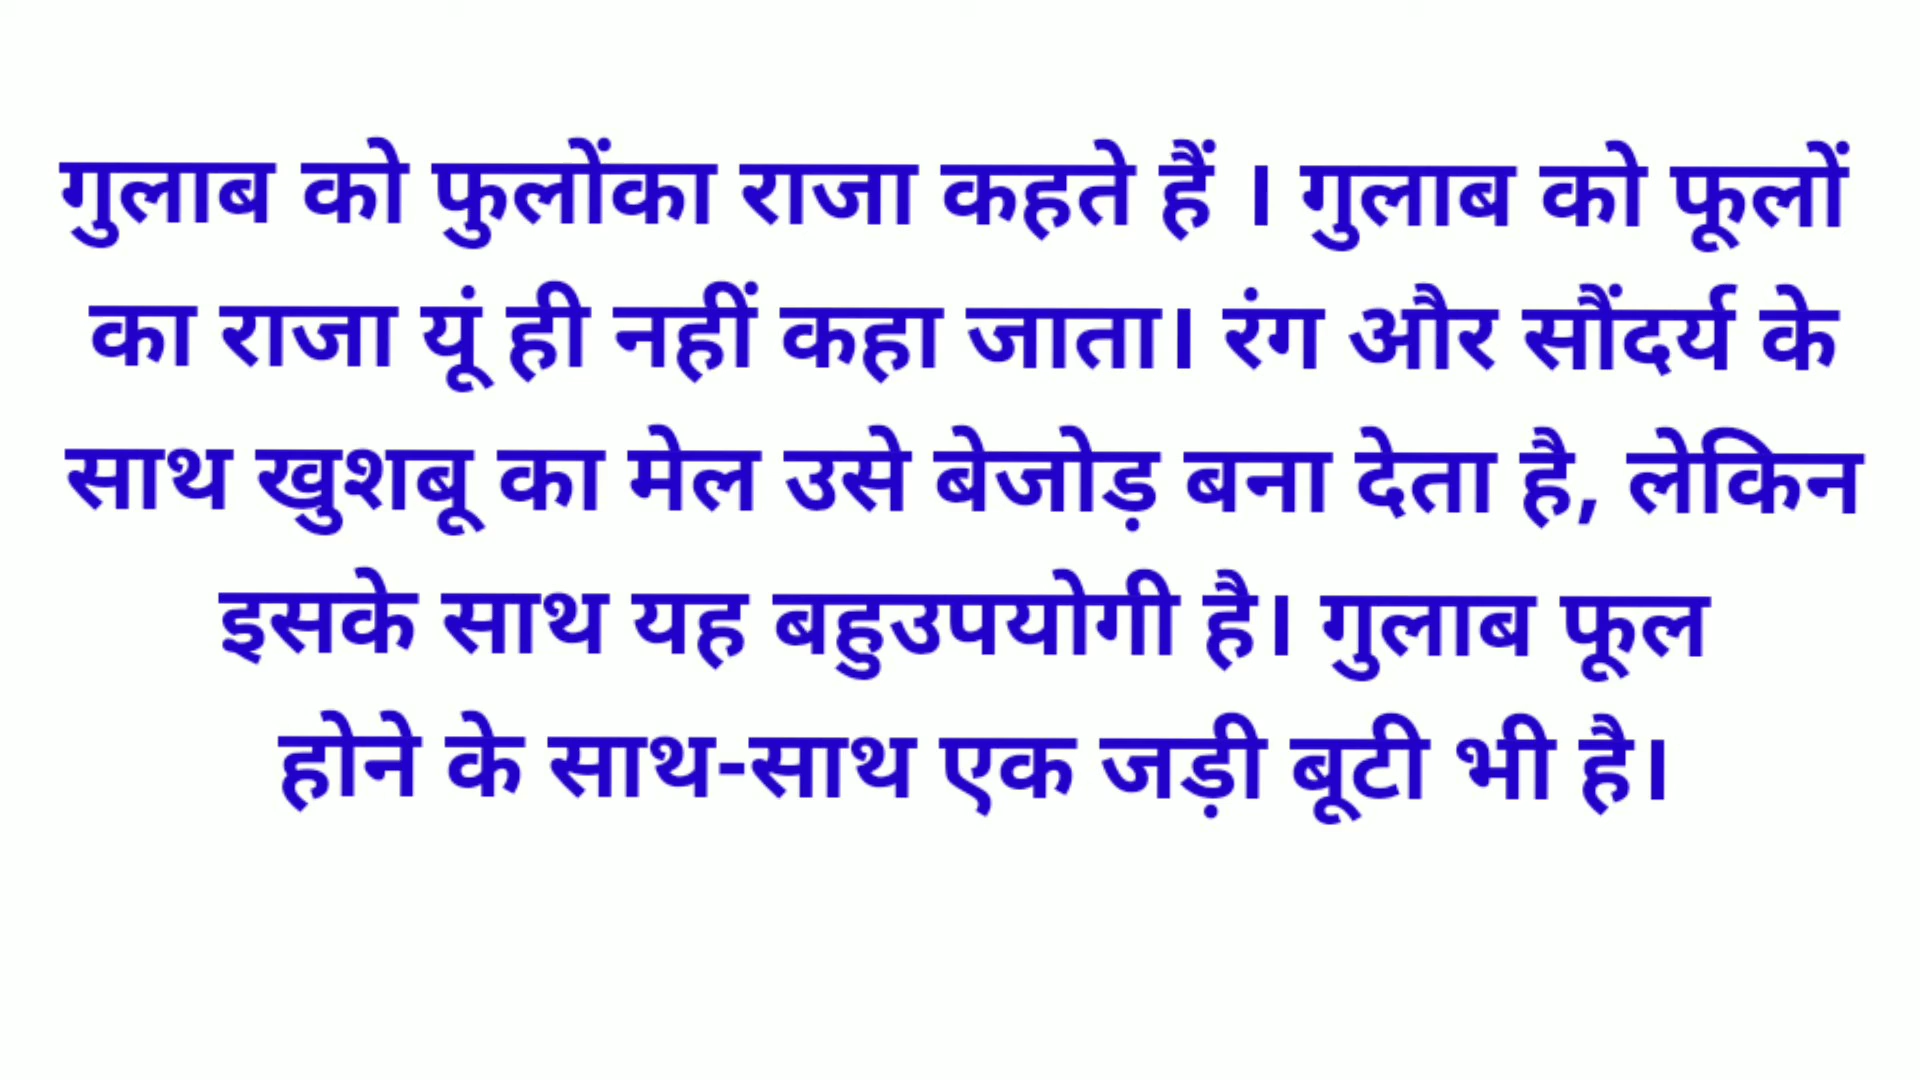 गुलाब को फुलोंका राजा कहते हैं । गुलाब को फूलों
का राजा यूं ही नहीं कहा जाता। रंग और सौंदर्य के
साथ खुशबू का मेल उसे बेजोड़ बना देता है, लेकिन
इसके साथ यह बहुउपयोगी है। गुलाब फूल
होने के साथ-साथ एक जड़ी बूटी भी है।